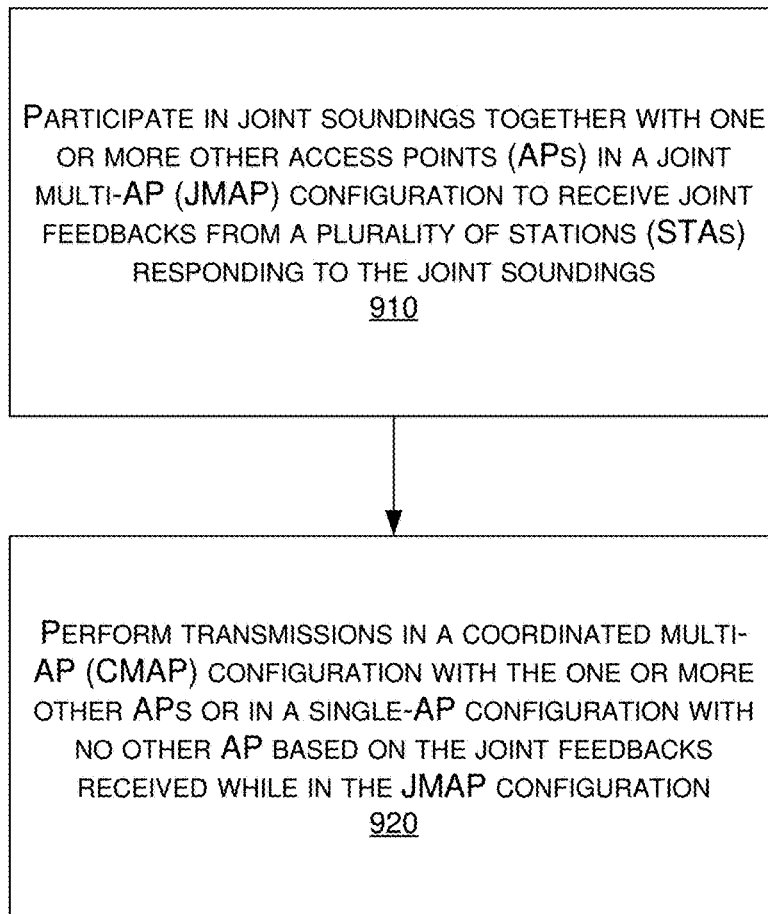 PARTICIPATE IN JOINT SOUNDINGS TOGETHER WITH ONE
OR MORE OTHER ACCESS POINTS (APS) IN A JOINT
MULTI-AP (JMAP) CONFIGURATION TO RECEIVE JOINT
FEEDBACKS FROM A PLURALITY OF STATIONS (STAS)
RESPONDING TO THE JOINT SOUNDINGS
910
PERFORM TRANSMISSIONS IN A COORDINATED MULTI-
AP (CMAP) CONFIGURATION WITH THE ONE OR MORE
OTHER APS OR IN A SINGLE-AP CONFIGURATION WITH
NO OTHER AP BASED ON THE JOINT FEEDBACKS
RECEIVED WHILE IN THE JMAP CONFIGURATION
920